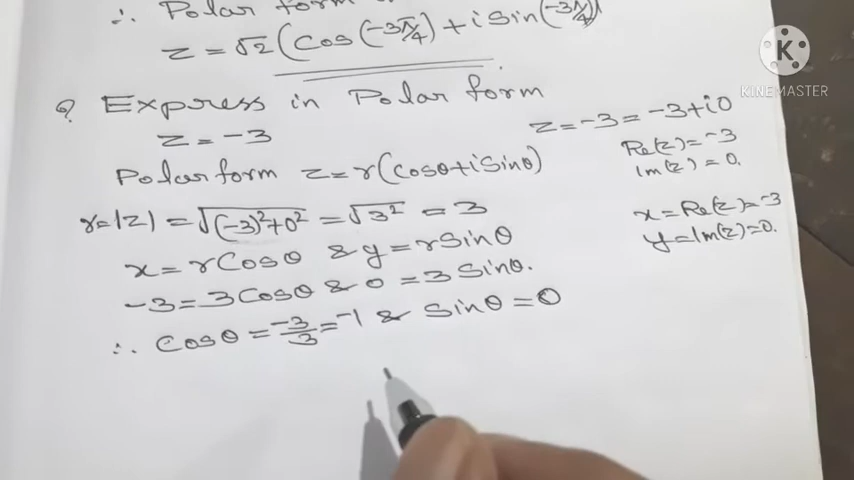 ∴ Polar form
z = √2 (Cos(-3π/4) + i Sin(-3π/4))
Q Express in Polar form
z = -3
z = -3 = -3 + i0
Re(z) = -3
Im(z) = 0.
Polar form z = r(Cosθ + i Sinθ)
x = Re(z) = -3
y = Im(z) = 0.
r = |z| = √((-3)² + 0²) = √3² = 3
x = r Cosθ & y = r Sinθ
-3 = 3 Cosθ & 0 = 3 Sinθ.
∴ Cosθ = -3/3 = -1 & Sinθ = 0
K
KINEMASTER